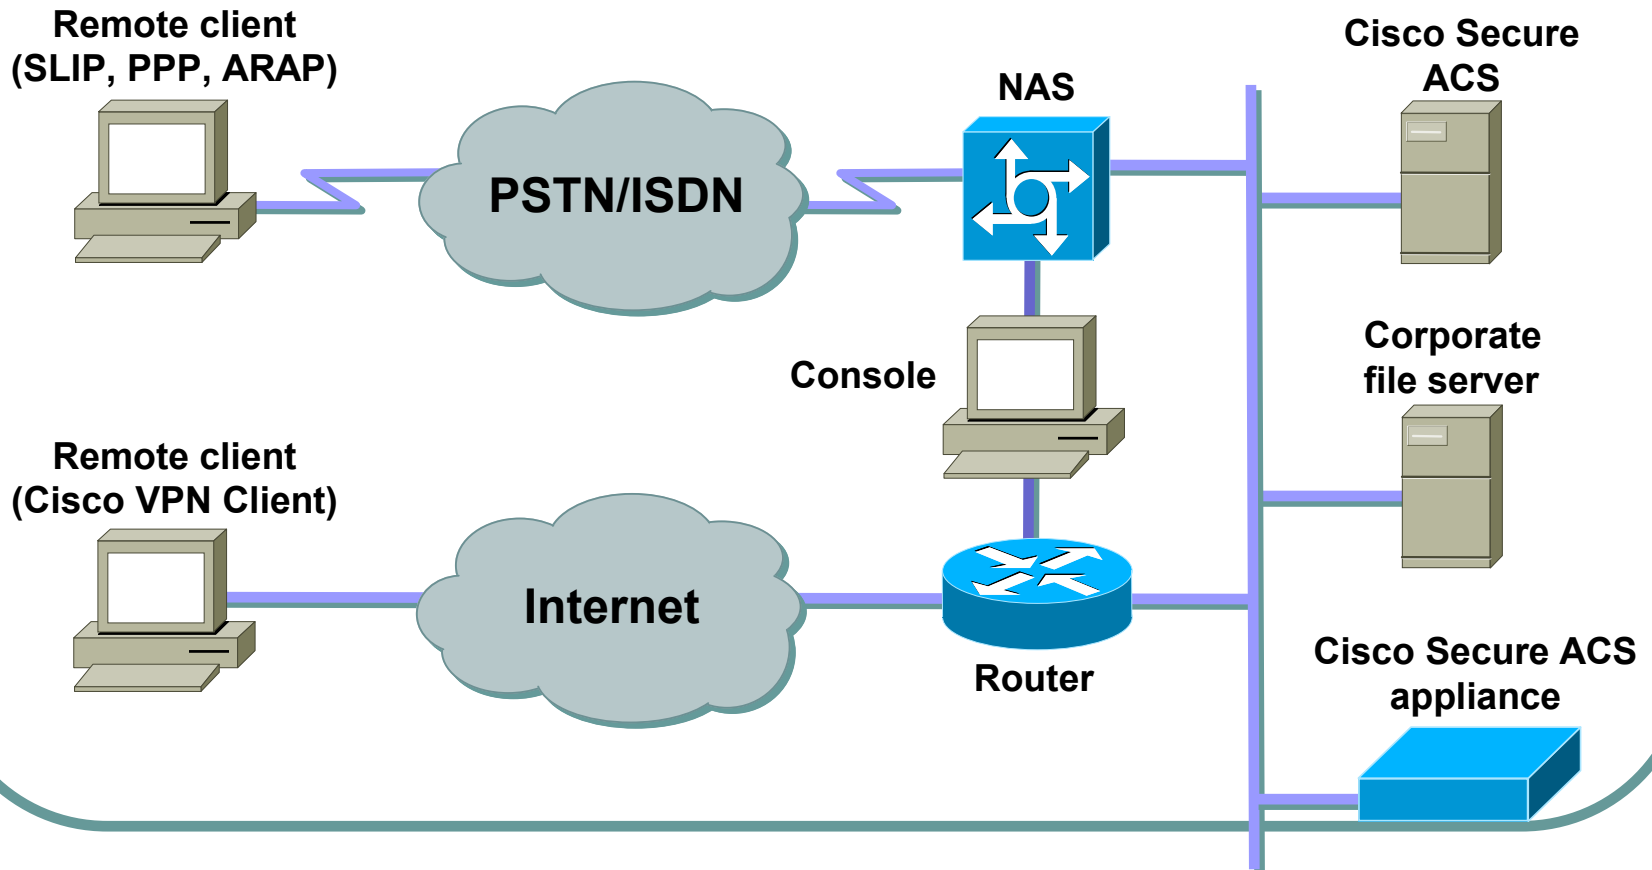 Remote client
(SLIP, PPP, ARAP)
PSTN/ISDN
NAS
Cisco Secure
ACS
Console
Corporate
file server
Remote client
(Cisco VPN Client)
Internet
Router
Cisco Secure ACS
appliance